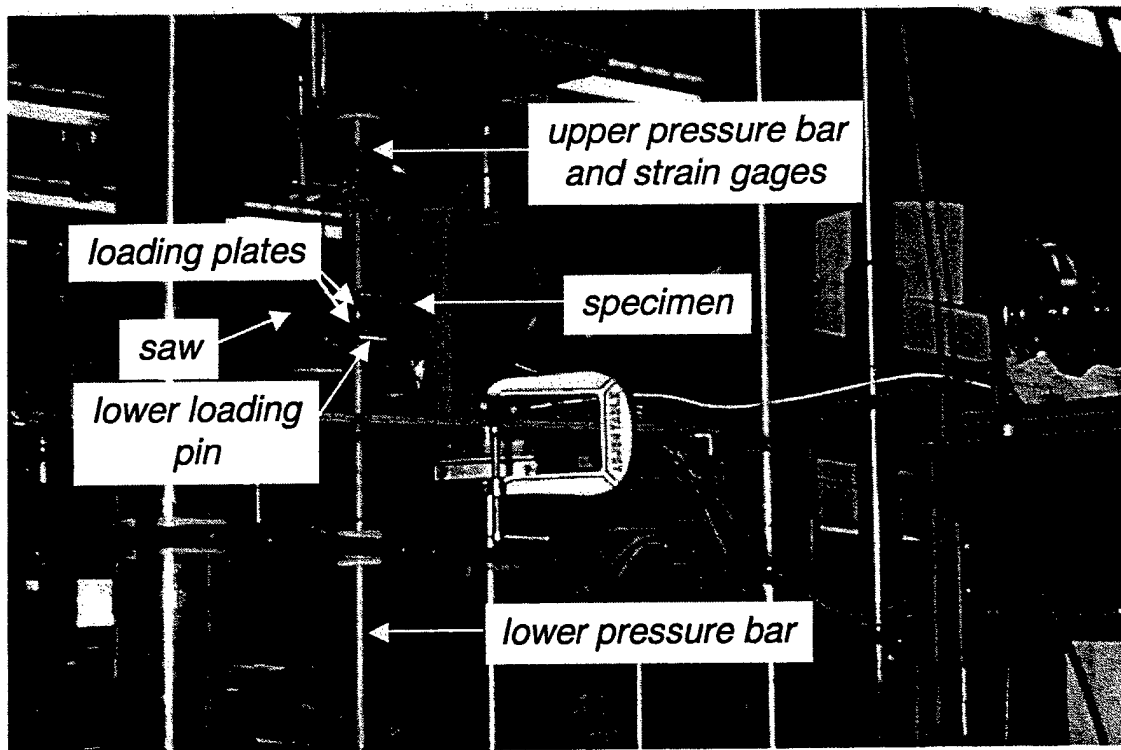 upper pressure bar
and strain gages
loading plates
specimen
saw
lower loading
pin
lower pressure bar